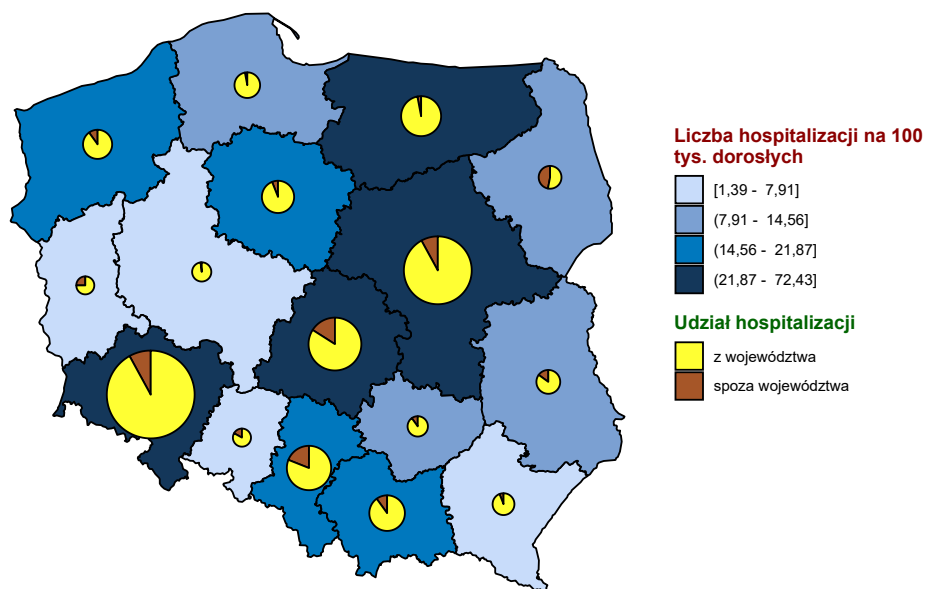 Liczba hospitalizacji na 100
tys. dorosłych
[1,39 - 7,91]
(7,91 - 14,56]
(14,56 - 21,87]
(21,87 - 72,43]
Udział hospitalizacji
z województwa
spoza województwa